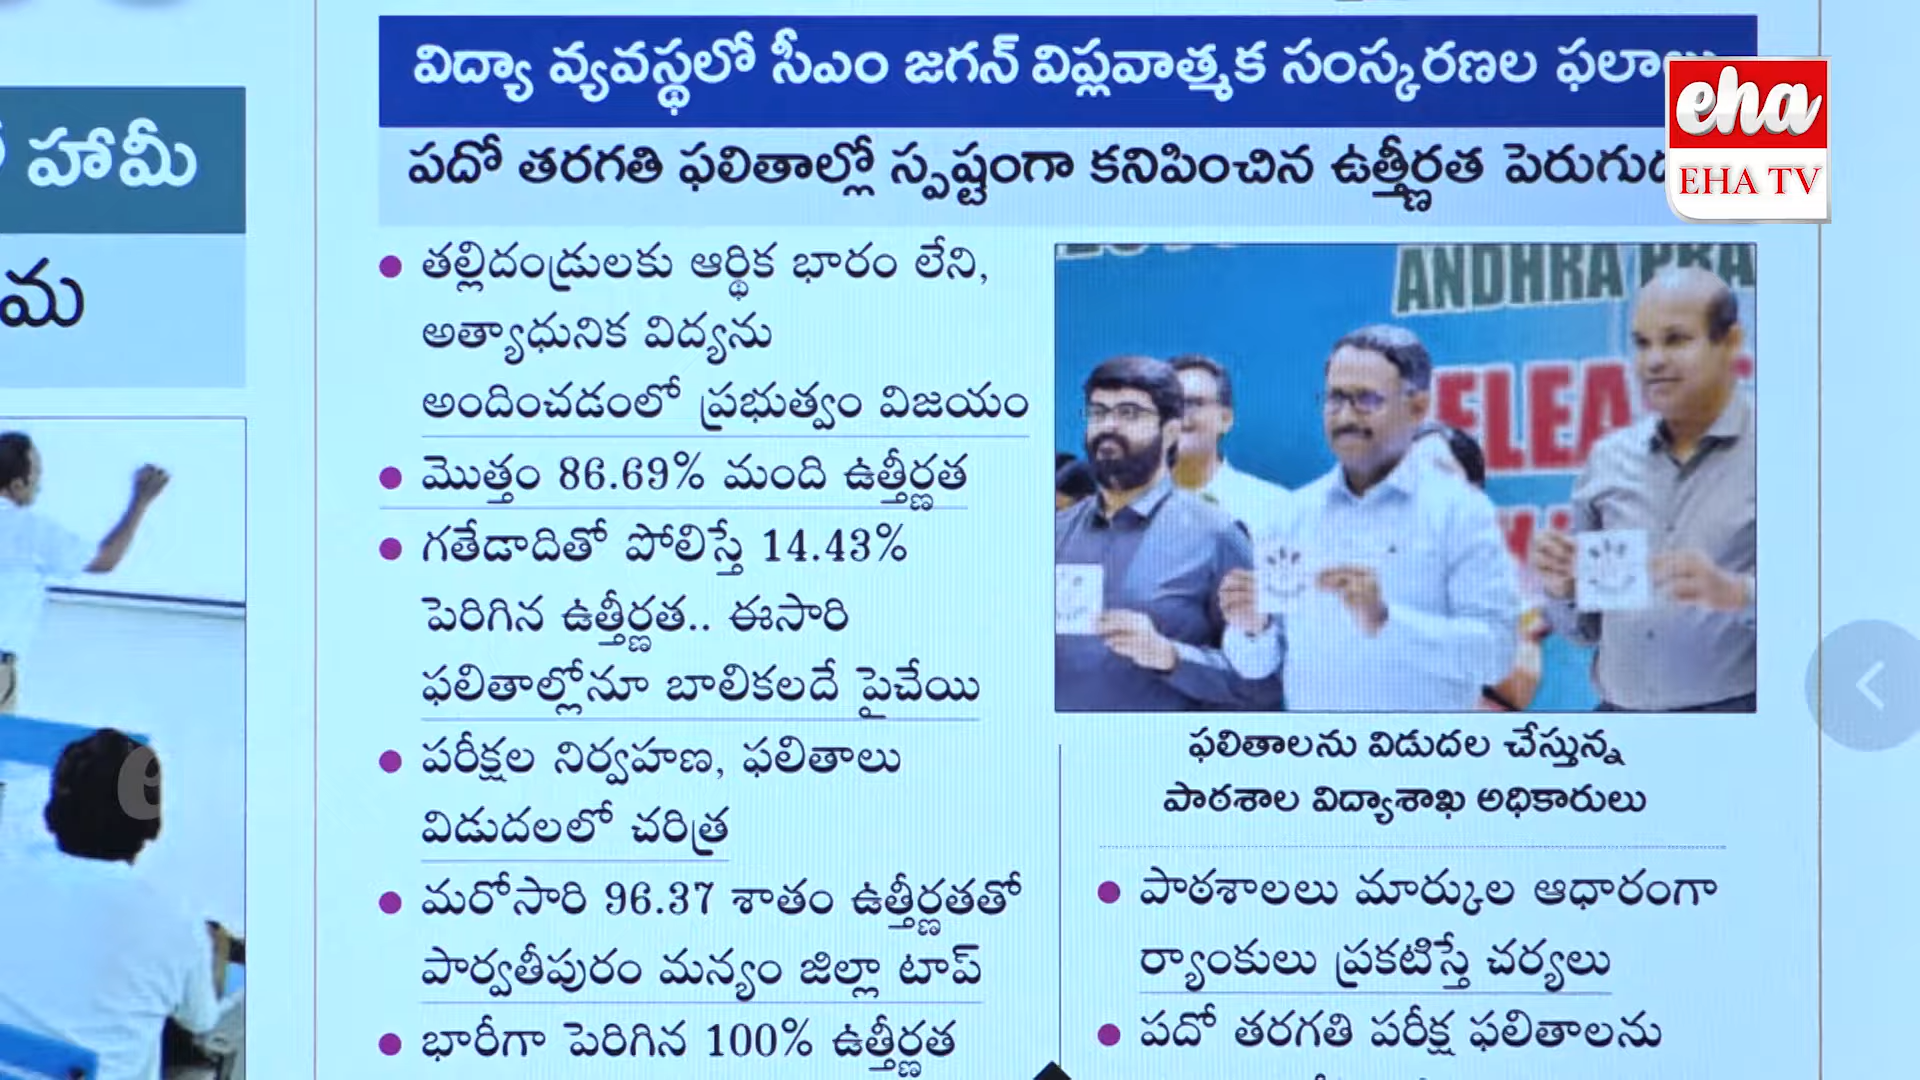 విద్యా వ్యవస్థలో సీఎం జగన్ విప్లవాత్మక సంస్కరణల
పదో తరగతి ఫలితాల్లో స్పష్టంగా కనిపించిన ఉత్తీర్ణత
eha
EHA TV
హామీ
తల్లిదండ్రులకు ఆర్థిక భారం లేని,
అత్యాధునిక విద్యను
అందించడంలో ప్రభుత్వం విజయం
మొత్తం 86.69% మంది ఉత్తీర్ణత
గతేడాదితో పోలిస్తే 14.43%
పెరిగిన ఉత్తీర్ణత.. ఈసారి
ఫలితాల్లోనూ బాలికలదే పైచేయి
పరీక్షల నిర్వహణ, ఫలితాలు
విడుదలలో చరిత్ర
మరోసారి 96.37 శాతం ఉత్తీర్ణతతో
పార్వతీపురం మన్యం జిల్లా టాప్
భారీగా పెరిగిన 100% ఉత్తీర్ణత
ANDHRA
ఫలితాలను విడుదల చేస్తున్న
పాఠశాల విద్యాశాఖ అధికారులు
పాఠశాలలు మార్కుల ఆధారంగా
ర్యాంకులు ప్రకటిస్తే చర్యలు
పదో తరగతి పరీక్ష ఫలితాలను